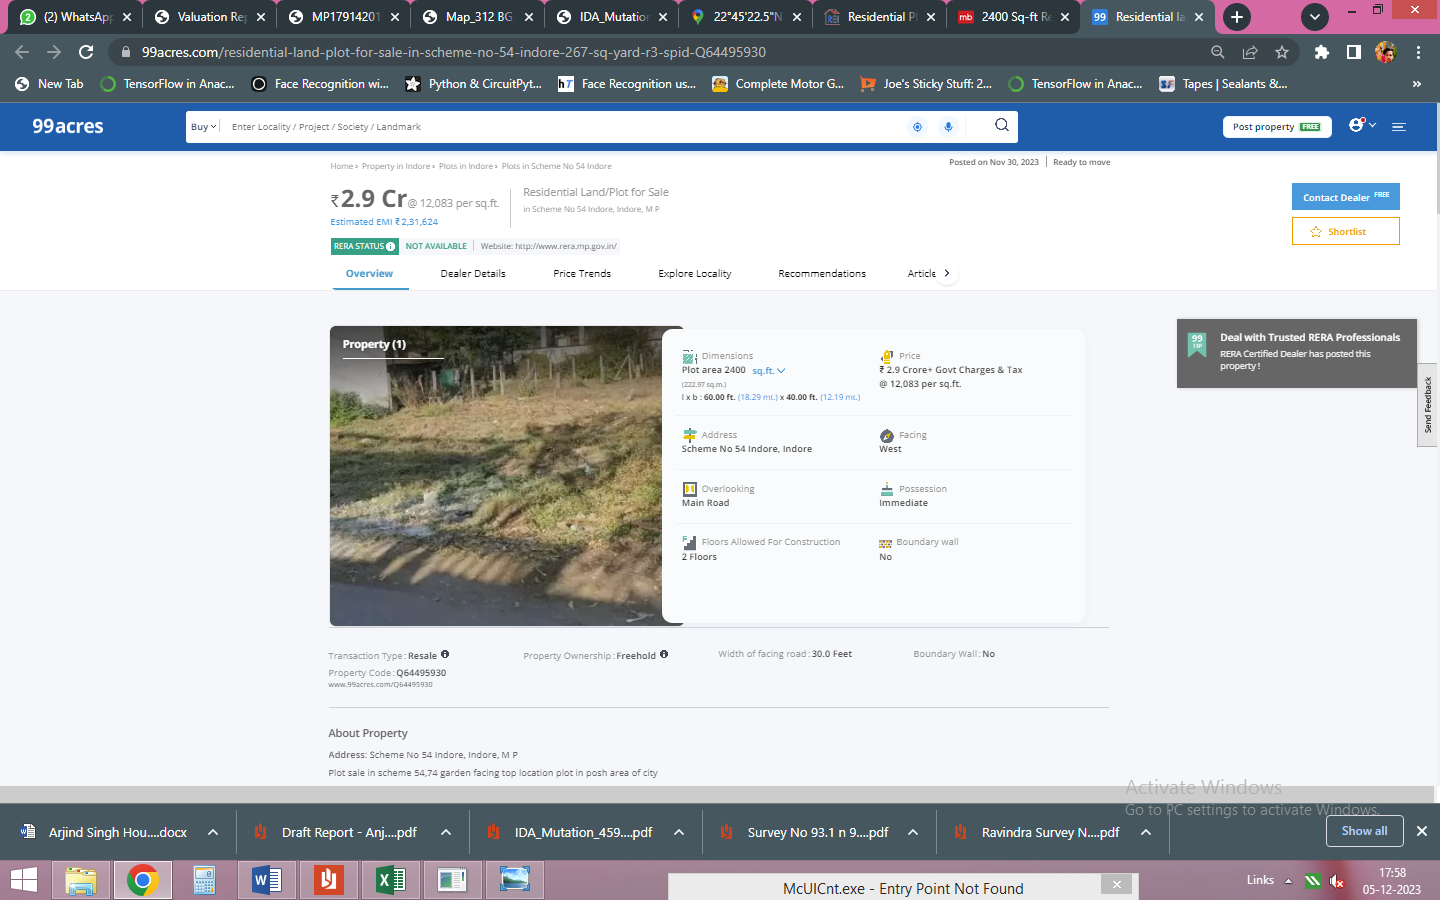 (2) WhatsApp
Valuation Rep
MP17914201
Map_312 BG
IDA_Mutation
22°45'22.5"N
Residential Pl
2400 Sq-ft Re
Residential la
99acres.com/residential-land-plot-for-sale-in-scheme-no-54-indore-267-sq-yard-r3-spid-Q64495930
New Tab
TensorFlow in Anac...
Face Recognition wi...
Python & CircuitPyt...
Face Recognition us...
Complete Motor G...
Joe's Sticky Stuff: 2...
TensorFlow in Anac...
Tapes | Sealants &...
»
99acres
Buy
Enter Locality / Project / Society / Landmark
Post property FREE
Home › Property in Indore › Plots in Indore › Plots in Scheme No 54 Indore
Posted on Nov 30, 2023 | Ready to move
₹2.9 Cr @ 12,083 per sq.ft.
Estimated EMI ₹2,31,624
Residential Land/Plot for Sale
in Scheme No 54 Indore, Indore, M P
Contact Dealer FREE
Shortlist
RERA STATUS NOT AVAILABLE Website: http://www.rera.mp.gov.in/
Overview
Dealer Details
Price Trends
Explore Locality
Recommendations
Article
Property (1)
Dimensions
Plot area 2400 sq.ft.
(222.97 sq.m.)
l x b : 60.00 ft. (18.29 mt.) x 40.00 ft. (12.19 mt.)
Price
₹ 2.9 Crore+ Govt Charges & Tax
@ 12,083 per sq.ft.
Address
Scheme No 54 Indore, Indore
Facing
West
Overlooking
Main Road
Possession
Immediate
Floors Allowed For Construction
2 Floors
Boundary wall
No
99
TIP
Deal with Trusted RERA Professionals
RERA Certified Dealer has posted this
property !
Send Feedback
Transaction Type : Resale
Property Ownership : Freehold
Width of facing road : 30.0 Feet
Boundary Wall : No
Property Code : Q64495930
www.99acres.com/Q64495930
About Property
Address: Scheme No 54 Indore, Indore, M P
Plot sale in scheme 54,74 garden facing top location plot in posh area of city
Activate Windows
Go to PC settings to activate Windows.
Arjind Singh Hou....docx
Draft Report - Anj....pdf
IDA_Mutation_459....pdf
Survey No 93.1 n 9....pdf
Ravindra Survey N....pdf
Show all
McUICnt.exe - Entry Point Not Found
Links
17:58
05-12-2023